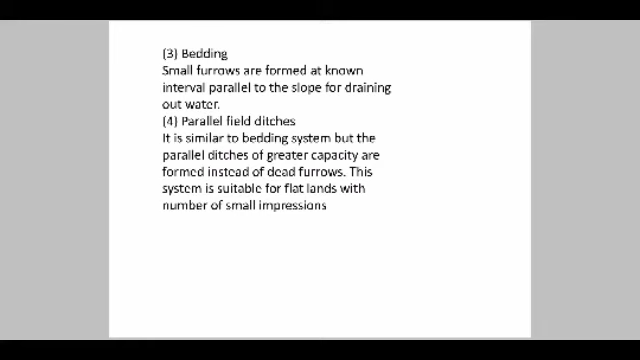 (3) Bedding
Small furrows are formed at known
interval parallel to the slope for draining
out water.
(4) Parallel field ditches
It is similar to bedding system but the
parallel ditches of greater capacity are
formed instead of dead furrows. This
system is suitable for flat lands with
number of small impressions